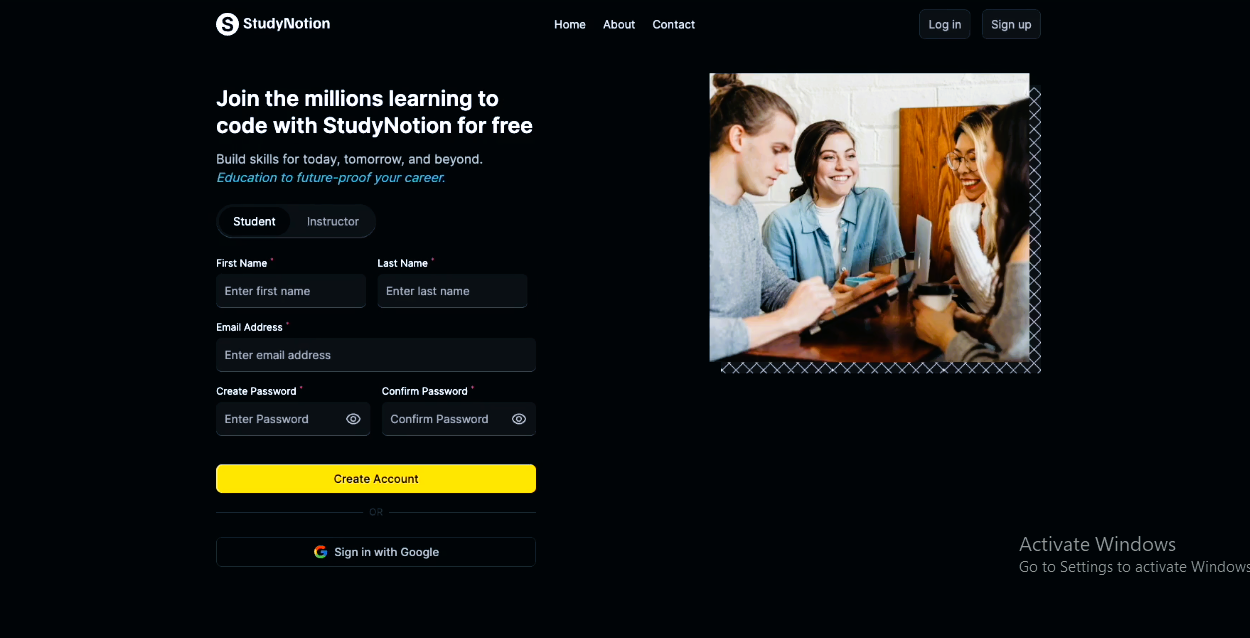 S StudyNotion
Home About Contact
Log in Sign up
Join the millions learning to
code with StudyNotion for free
Build skills for today, tomorrow, and beyond.
Education to future-proof your career.
Student Instructor
First Name * Last Name *
Enter first name Enter last name
Email Address *
Enter email address
Create Password * Confirm Password *
Enter Password Confirm Password
Create Account
OR
Sign in with Google
Activate Windows
Go to Settings to activate Windows